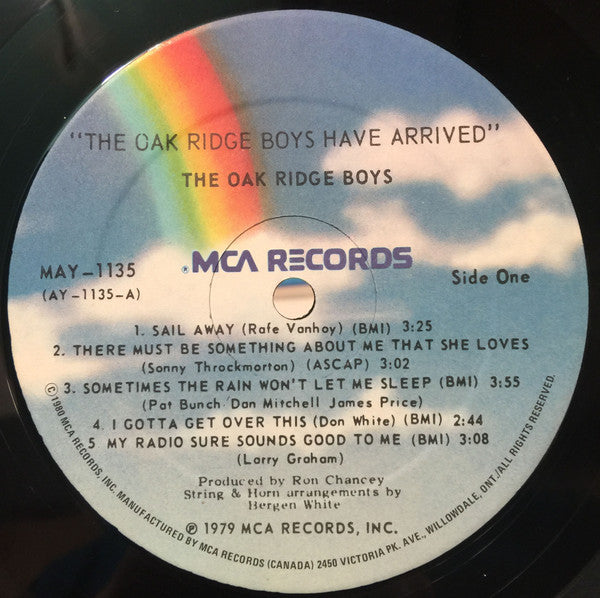 "THE OAK RIDGE BOYS HAVE ARRIVED"
THE OAK RIDGE BOYS
MAY-1135
(AY-1135-A)
®MCA RECORDS
Side One
1. SAIL AWAY (Rafe Vanhoy) (BMI) 3:25
2. THERE MUST BE SOMETHING ABOUT ME THAT SHE LOVES
(Sonny Throckmorton) (ASCAP) 3:02
3. SOMETIMES THE RAIN WON'T LET ME SLEEP (BMI) 3:55
(Pat Bunch Dan Mitchell James Price)
4. I GOTTA GET OVER THIS (Don White) (BMI) 2:44
5 MY RADIO SURE SOUNDS GOOD TO ME (BMI) 3:08
(Larry Graham)
Produced by Ron Chancey
String & Horn arrangements by
Bergen White
℗ 1979 MCA RECORDS, INC.
©1980 MCA RECORDS, INC. MANUFACTURED BY MCA RECORDS (CANADA) 2450 VICTORIA PK. AVE., WILLOWDALE, ONT./ALL RIGHTS RESERVED.